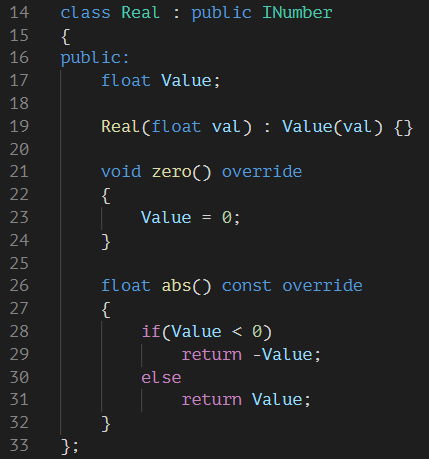 14 class Real : public INumber
15 {
16 public:
17     float Value;
18
19     Real(float val) : Value(val) {}
20
21     void zero() override
22     {
23         Value = 0;
24     }
25
26     float abs() const override
27     {
28         if(Value < 0)
29             return -Value;
30         else
31             return Value;
32     }
33 };